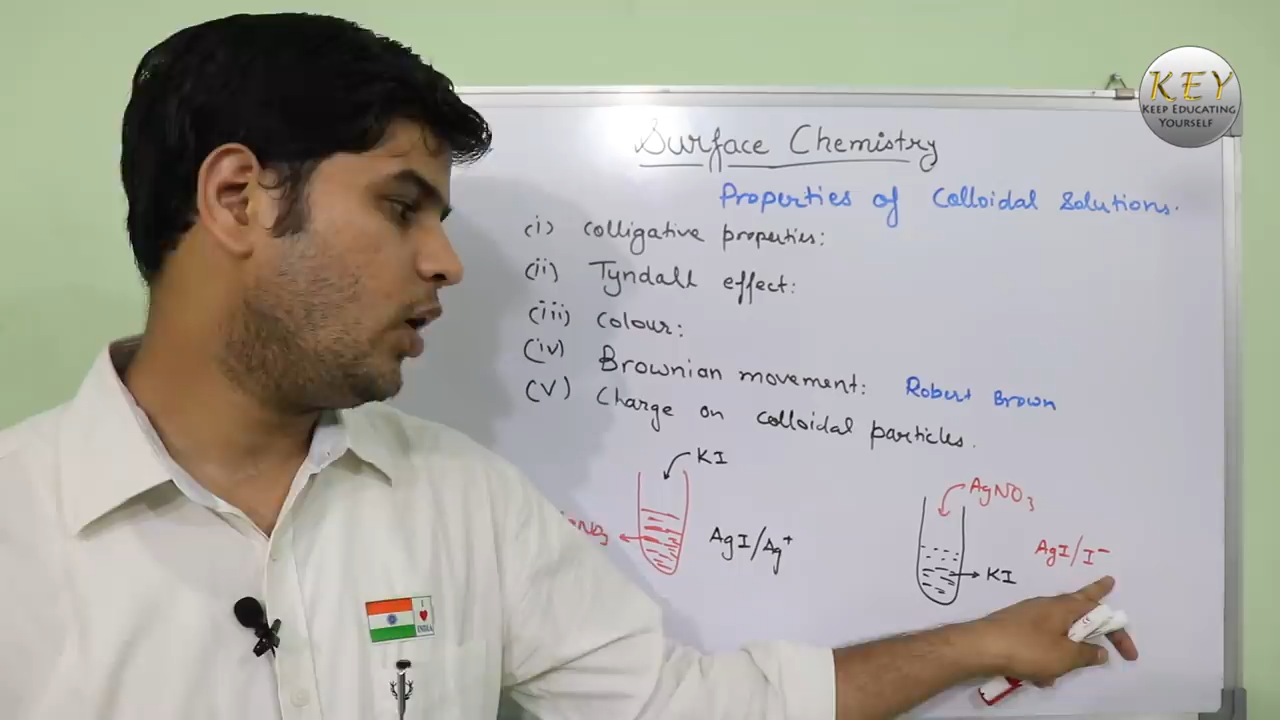 KEY
KEEP EDUCATING
YOURSELF
Surface Chemistry
Properties of Colloidal Solutions.
(i) Colligative properties:
(ii) Tyndall effect:
(iii) Colour:
(iv) Brownian movement: Robert Brown
(V) Charge on colloidal particles.
KI
AgI/Ag⁺
AgNO₃
KI
AgI/I⁻
I
INDIA